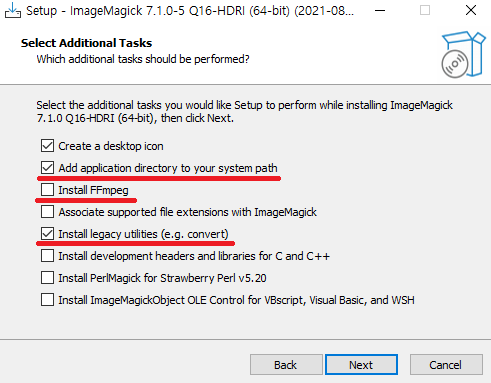 Setup - ImageMagick 7.1.0-5 Q16-HDRI (64-bit) (2021-08...
Select Additional Tasks
Which additional tasks should be performed?
Select the additional tasks you would like Setup to perform while installing ImageMagick
7.1.0 Q16-HDRI (64-bit), then click Next.
Create a desktop icon
Add application directory to your system path
Install FFmpeg
Associate supported file extensions with ImageMagick
Install legacy utilities (e.g. convert)
Install development headers and libraries for C and C++
Install PerlMagick for Strawberry Perl v5.20
Install ImageMagickObject OLE Control for VBscript, Visual Basic, and WSH
Back
Next
Cancel